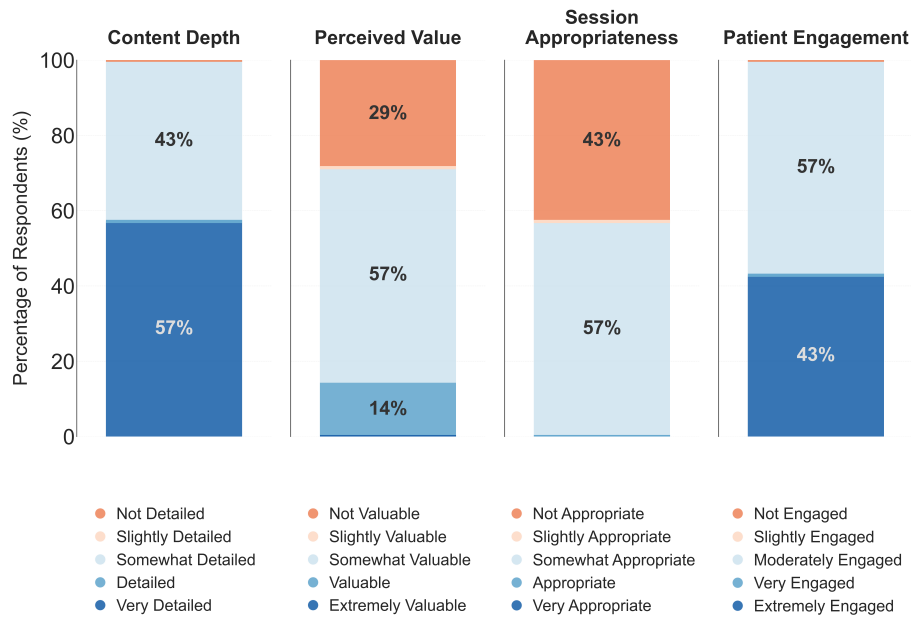 Content Depth
Perceived Value
Session
Appropriateness
Patient Engagement
Percentage of Respondents (%)
100
80
60
40
20
0
43%
57%
29%
57%
14%
43%
57%
57%
43%
Not Detailed
Slightly Detailed
Somewhat Detailed
Detailed
Very Detailed
Not Valuable
Slightly Valuable
Somewhat Valuable
Valuable
Extremely Valuable
Not Appropriate
Slightly Appropriate
Somewhat Appropriate
Appropriate
Very Appropriate
Not Engaged
Slightly Engaged
Moderately Engaged
Very Engaged
Extremely Engaged